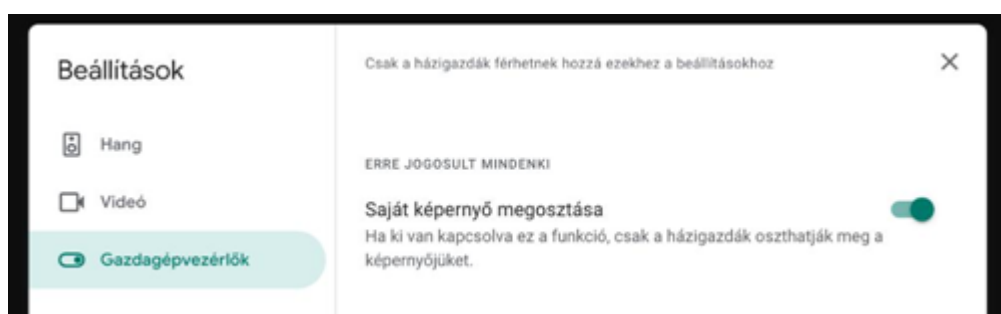 Beállítások
Hang
Videó
Gazdagépvezérlők
Csak a házigazdák férhetnek hozzá ezekhez a beállításokhoz
ERRE JOGOSULT MINDENKI
Saját képernyő megosztása
Ha ki van kapcsolva ez a funkció, csak a házigazdák oszthatják meg a
képernyőjüket.